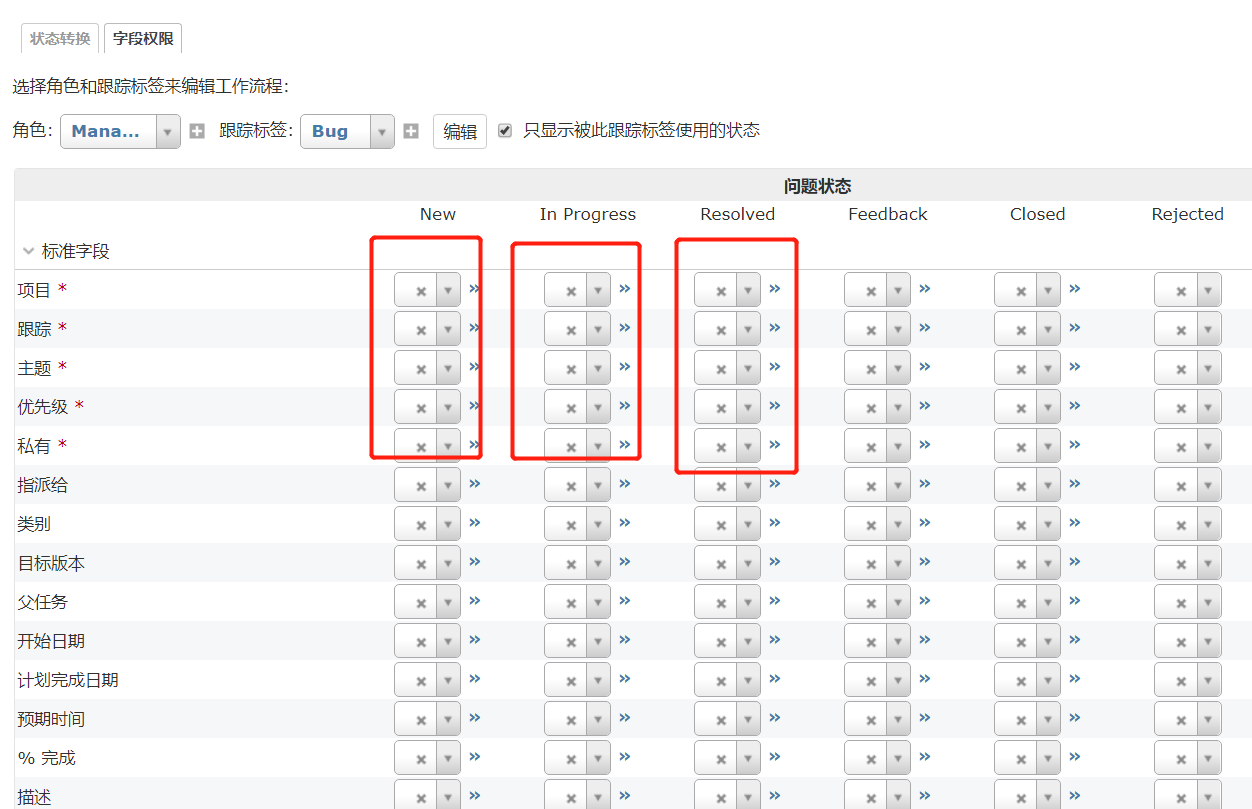 状态转换 字段权限
选择角色和跟踪标签来编辑工作流程:
角色: Mana... 跟踪标签: Bug 编辑 只显示被此跟踪标签使用的状态
问题状态
New In Progress Resolved Feedback Closed Rejected
标准字段
项目 * » » » » »
跟踪 * » » » » »
主题 * » » » » »
优先级 * » » » » »
私有 * » » » » »
指派给 » » » » »
类别 » » » » »
目标版本 » » » » »
父任务 » » » » »
开始日期 » » » » »
计划完成日期 » » » » »
预期时间 » » » » »
% 完成 » » » » »
描述 » » » » »